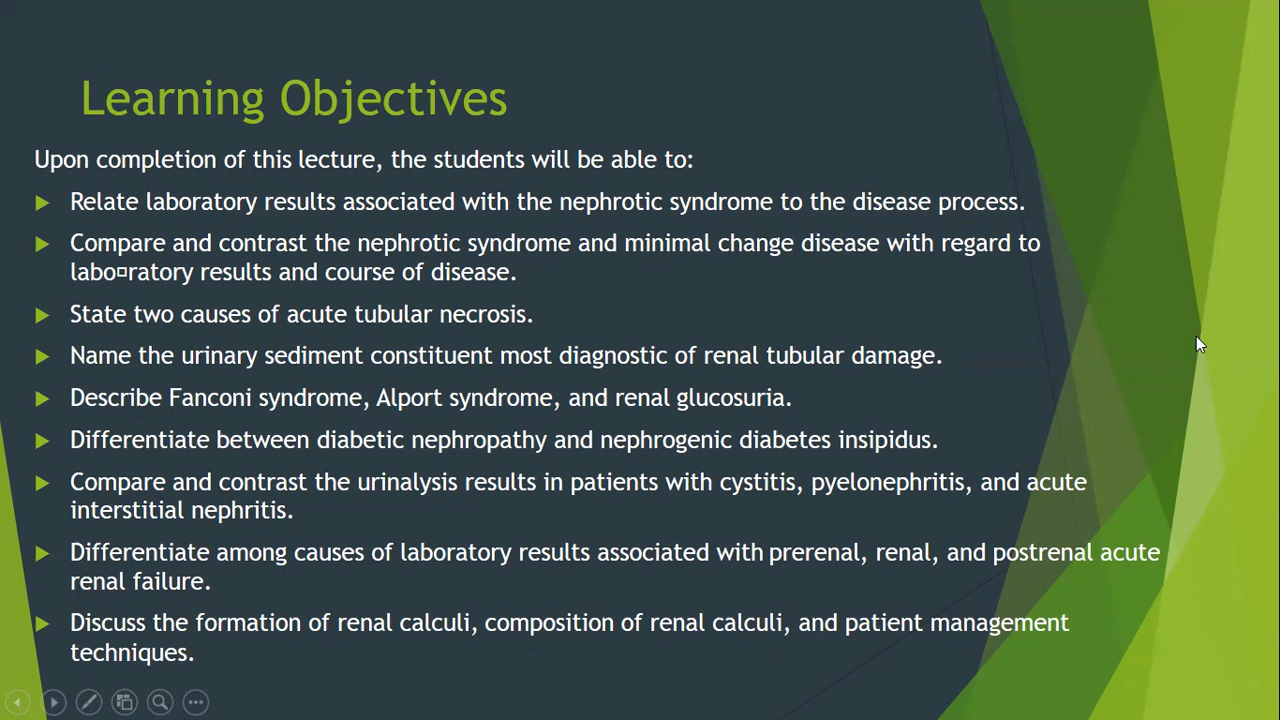 Learning Objectives
Upon completion of this lecture, the students will be able to:
Relate laboratory results associated with the nephrotic syndrome to the disease process.
Compare and contrast the nephrotic syndrome and minimal change disease with regard to
labo□ratory results and course of disease.
State two causes of acute tubular necrosis.
Name the urinary sediment constituent most diagnostic of renal tubular damage.
Describe Fanconi syndrome, Alport syndrome, and renal glucosuria.
Differentiate between diabetic nephropathy and nephrogenic diabetes insipidus.
Compare and contrast the urinalysis results in patients with cystitis, pyelonephritis, and acute
interstitial nephritis.
Differentiate among causes of laboratory results associated with prerenal, renal, and postrenal acute
renal failure.
Discuss the formation of renal calculi, composition of renal calculi, and patient management
techniques.